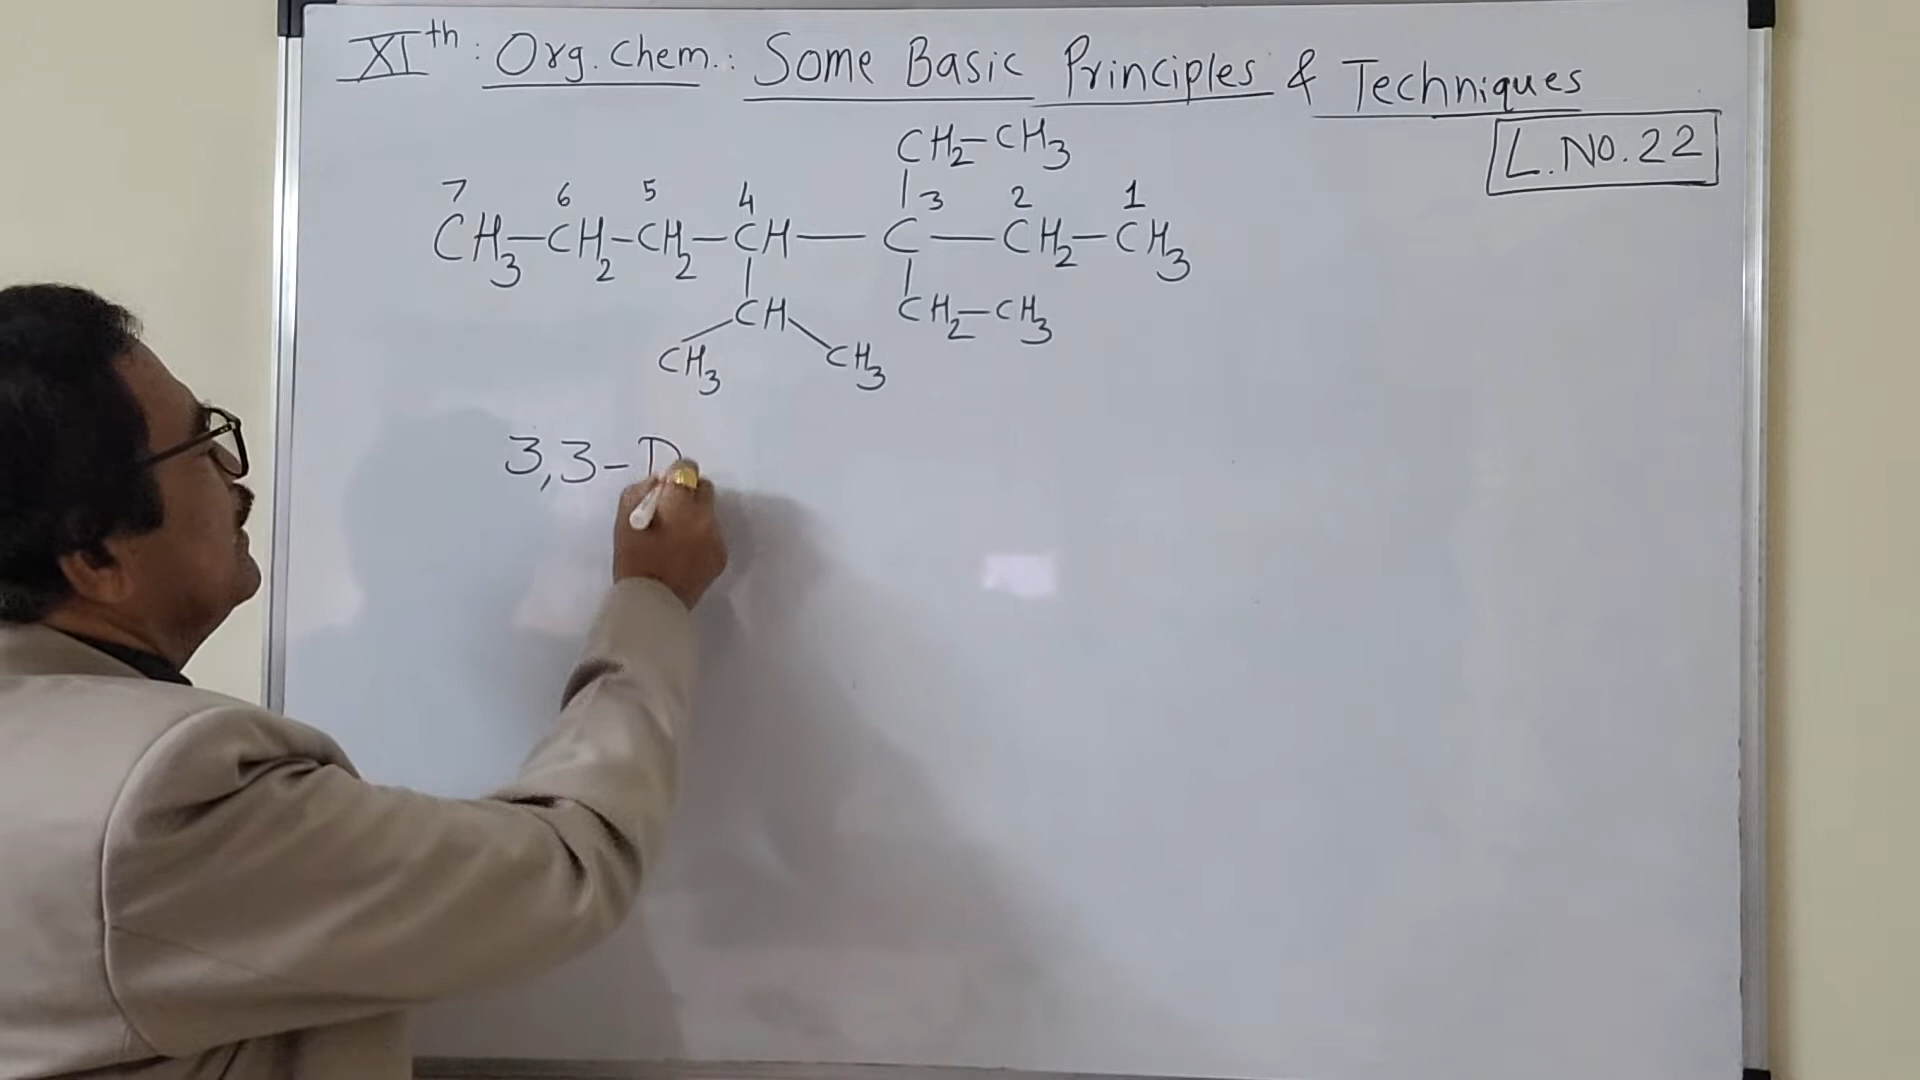 XIth : Org. Chem. : Some Basic Principles & Techniques
L. No. 22
CH2–CH3
7 6 5 4 3 2 1
CH3–CH2–CH2–CH–C–CH2–CH3
CH CH2–CH3
CH3 CH3
3,3–D